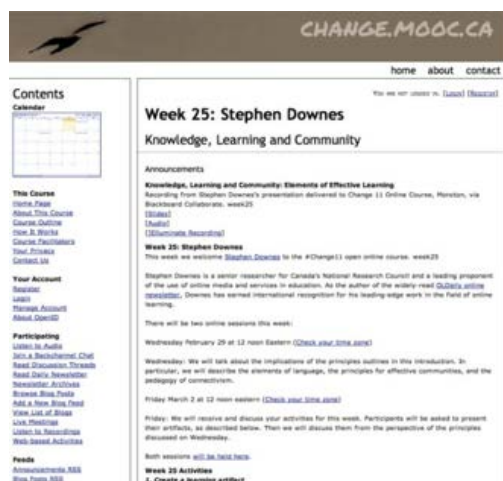 CHANGE.MOOC.CA
home about contact
Contents
Calendar
This Course
Home Page
About This Course
Course Outline
How It Works
Course Facilitators
Your Privacy
Contact Us
Your Account
Register
Login
Manage Account
About OpenID
Participating
Listen to Audio
Join a Backchannel Chat
Read Discussion Threads
Read Daily Newsletter
Newsletter Archives
Browse Blog Posts
Add a New Blog Feed
View List of Blogs
Live Meetings
Listen to Recordings
Web-based Activities
Feeds
Announcements RSS
Blog Posts RSS
You are not logged in. [Login] [Register]
Week 25: Stephen Downes
Knowledge, Learning and Community
Announcements
Knowledge, Learning and Community: Elements of Effective Learning
Recording from Stephen Downes's presentation delivered to Change 11 Online Course, Moncton, via
Blackboard Collaborate. week25
[Slides]
[Audio]
[Elluminate Recording]
Week 25: Stephen Downes
This week we welcome Stephen Downes to the #Change11 open online course. week25
Stephen Downes is a senior researcher for Canada's National Research Council and a leading proponent
of the use of online media and services in education. As the author of the widely-read OLDaily online
newsletter, Downes has earned international recognition for his leading-edge work in the field of online
learning.
There will be two online sessions this week:
Wednesday February 29 at 12 noon Eastern (Check your time zone)
Wednesday: We will talk about the implications of the principles outlines in this introduction. In
particular, we will describe the elements of language, the principles for effective communities, and the
pedagogy of connectivism.
Friday March 2 at 12 noon eastern (Check your time zone)
Friday: We will receive and discuss your activities for this week. Participants will be asked to present
their artifacts, as described below. Then we will discuss them from the perspective of the principles
discussed on Wednesday.
Both sessions will be held here.
Week 25 Activities
1. Create a learning artifact